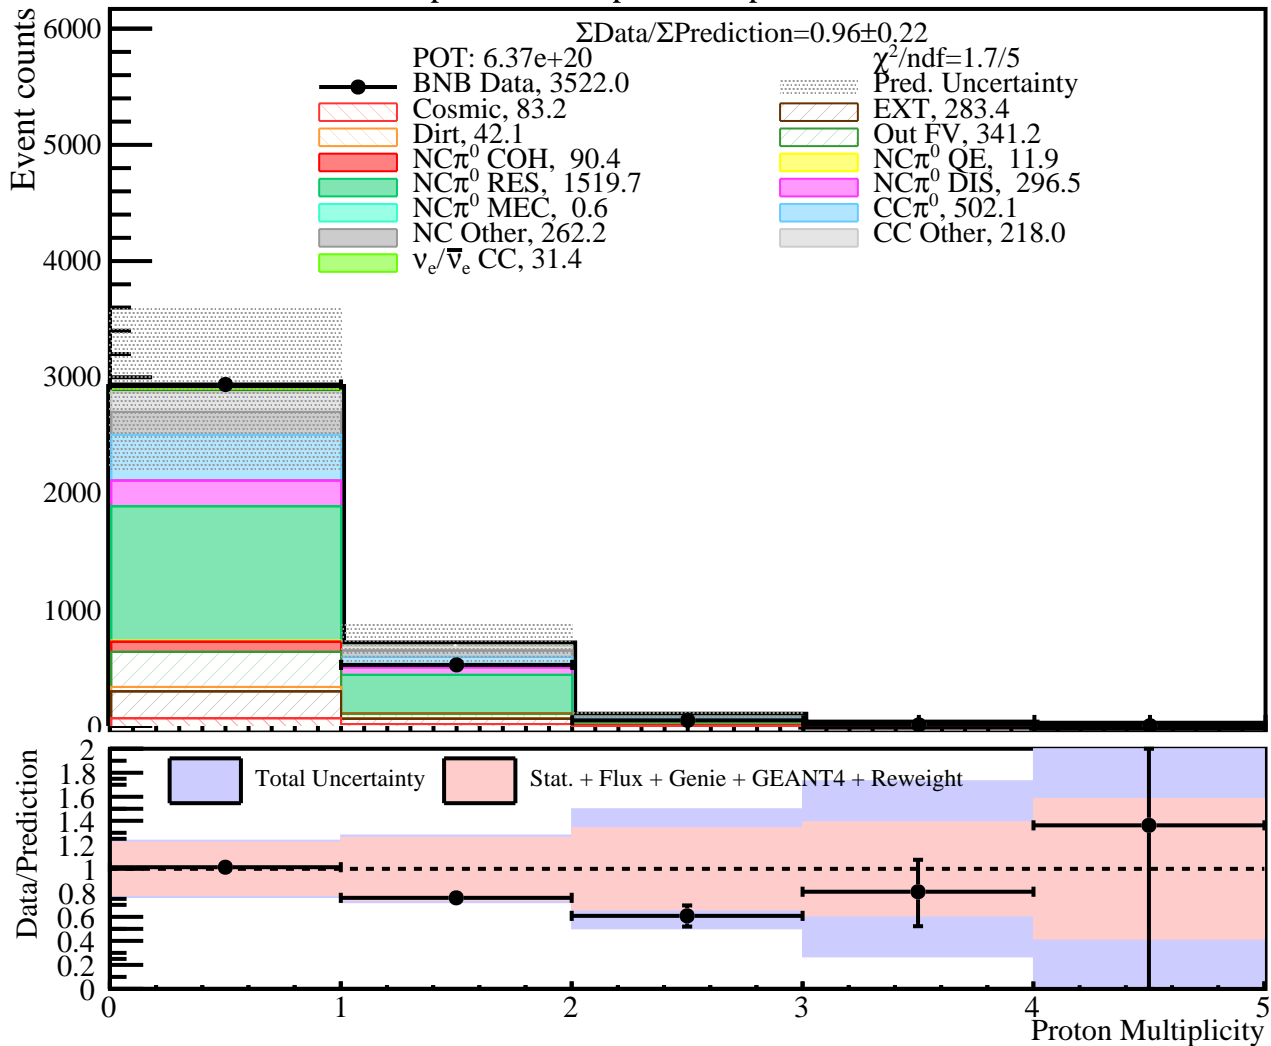 ΣData/ΣPrediction=0.96±0.22
POT: 6.37e+20
χ²/ndf=1.7/5
BNB Data, 3522.0
Pred. Uncertainty
Cosmic, 83.2
EXT, 283.4
Dirt, 42.1
Out FV, 341.2
NCπ⁰ COH, 90.4
NCπ⁰ QE, 11.9
NCπ⁰ RES, 1519.7
NCπ⁰ DIS, 296.5
NCπ⁰ MEC, 0.6
CCπ⁰, 502.1
NC Other, 262.2
CC Other, 218.0
νₑ/ν̅ₑ CC, 31.4
Event counts
6000
5000
4000
3000
2000
1000
0
Total Uncertainty
Stat. + Flux + Genie + GEANT4 + Reweight
Data/Prediction
2
1.8
1.6
1.4
1.2
1
0.8
0.6
0.4
0.2
0
0 1 2 3 4 5
Proton Multiplicity